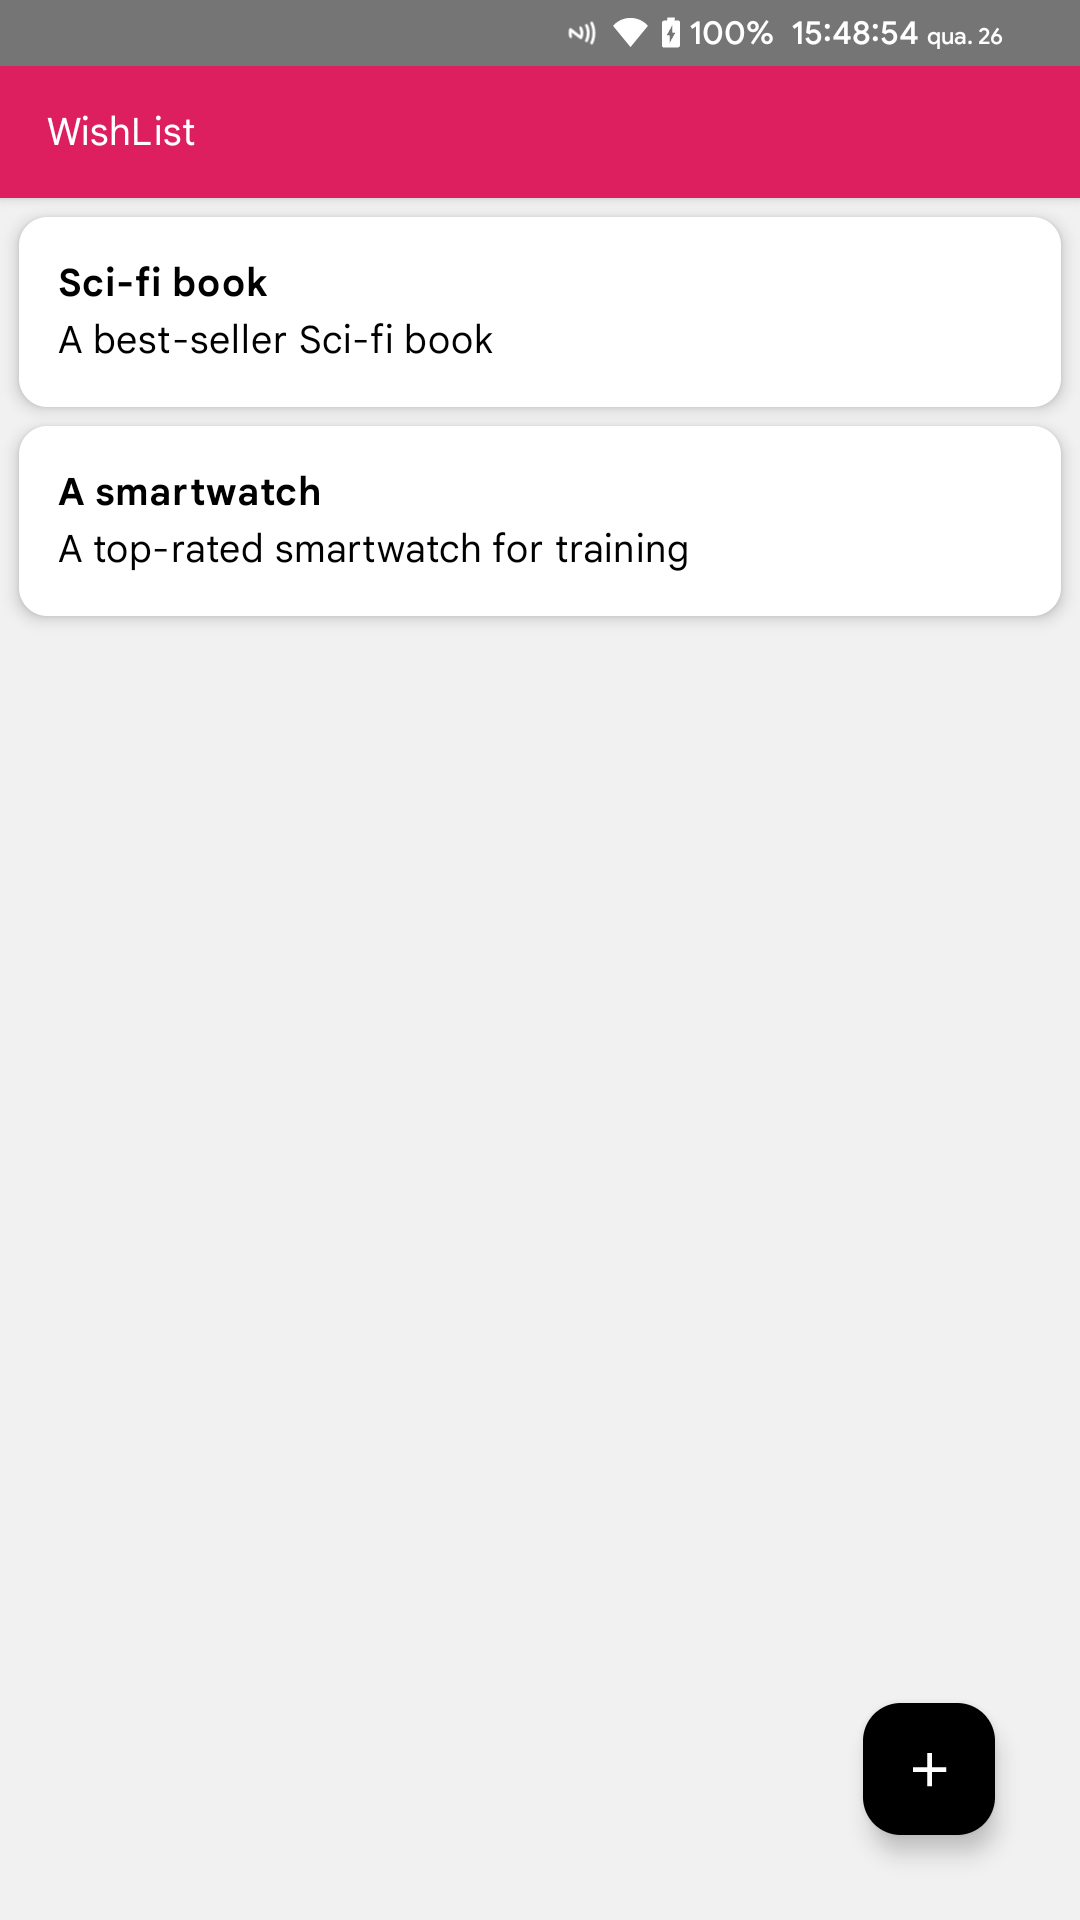 100% 15:48:54 qua. 26
WishList
Sci-fi book
A best-seller Sci-fi book
A smartwatch
A top-rated smartwatch for training